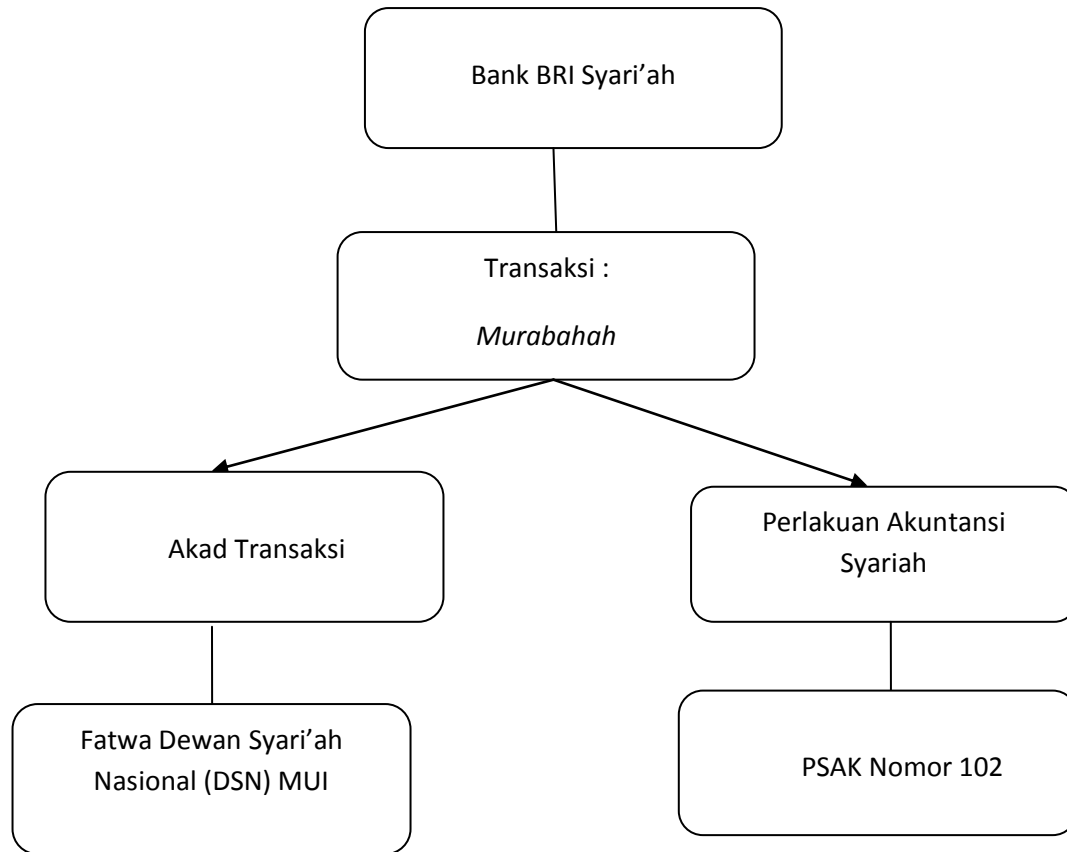 Bank BRI Syari’ah
Transaksi :
Murabahah
Akad Transaksi
Perlakuan Akuntansi
Syariah
Fatwa Dewan Syari’ah
Nasional (DSN) MUI
PSAK Nomor 102